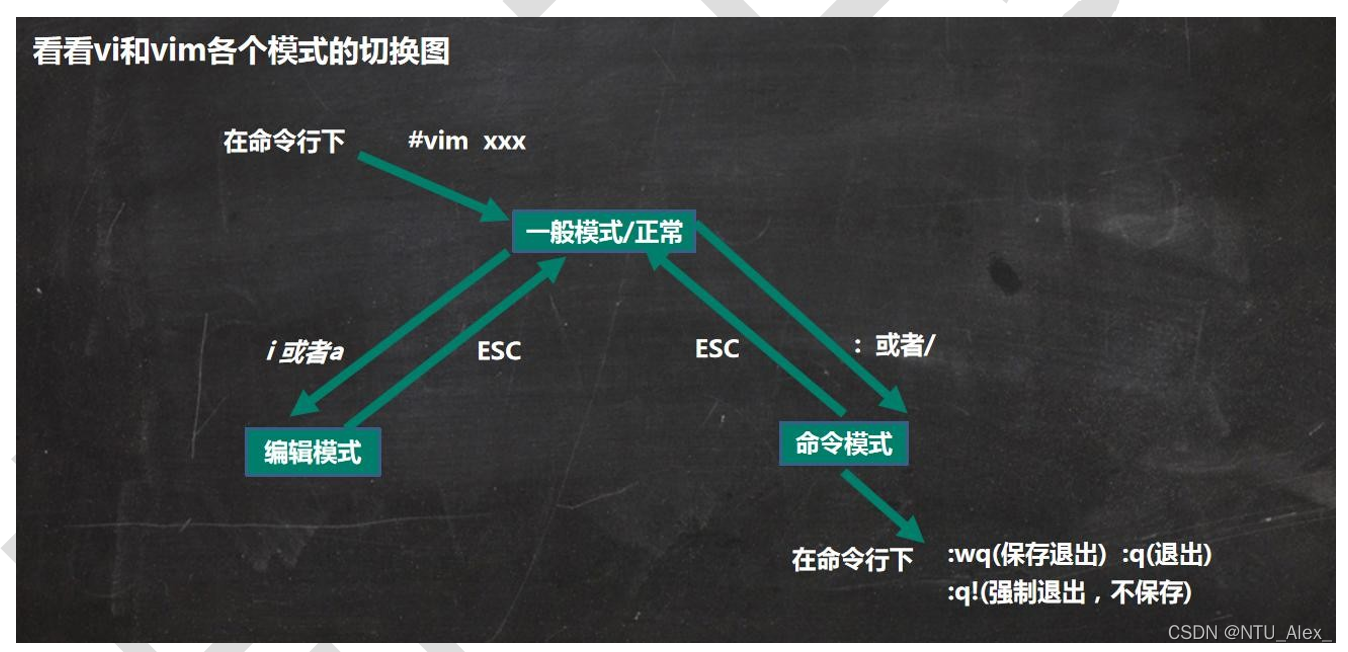 看看vi和vim各个模式的切换图
在命令行下 #vim xxx
一般模式/正常
i 或者a
ESC
ESC
: 或者/
编辑模式
命令模式
在命令行下 :wq(保存退出) :q(退出)
:q!(强制退出，不保存)
CSDN @NTU_Alex_